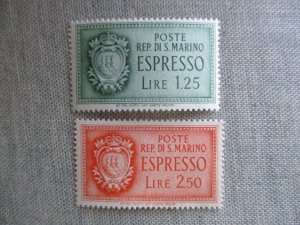 POSTE
REP. DI S. MARINO
ESPRESSO
LIRE 1.25
POSTE
REP. DI S. MARINO
ESPRESSO
LIRE 2.50